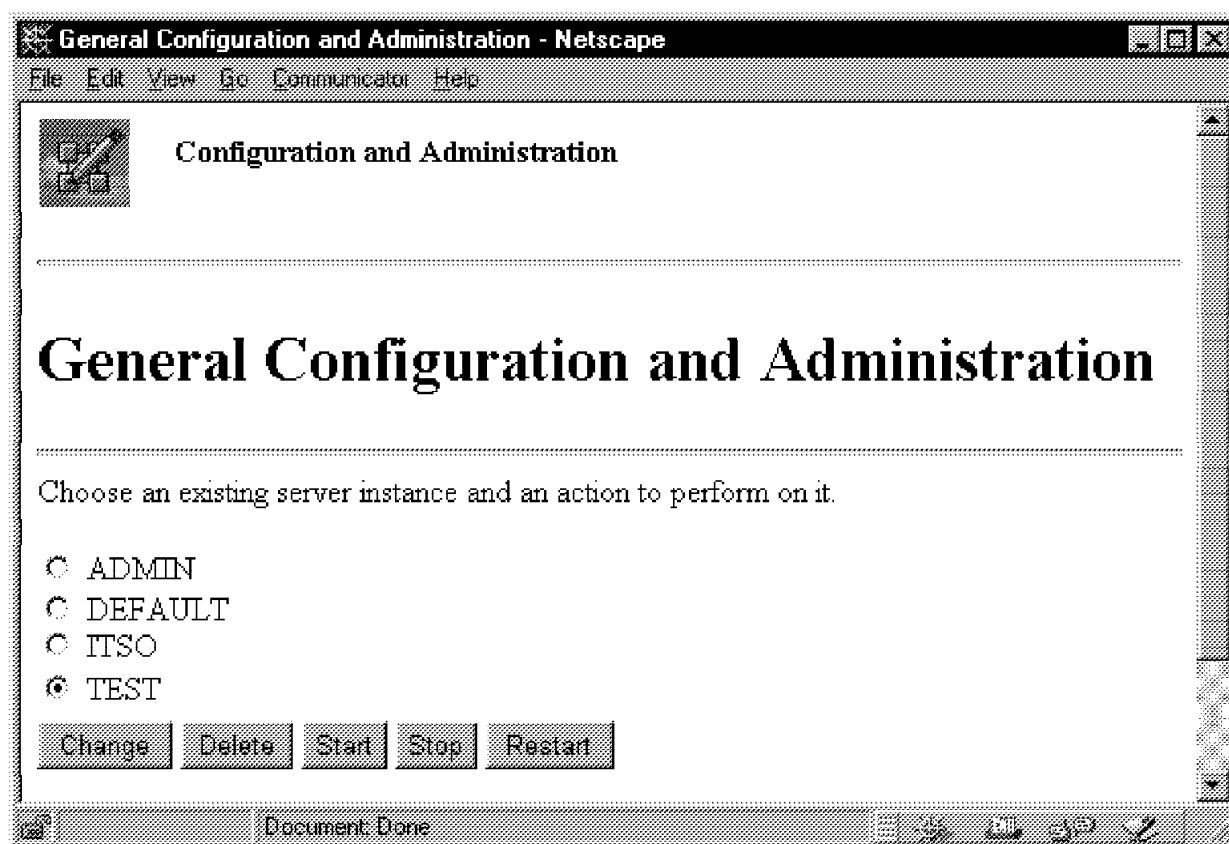 General Configuration and Administration - Netscape
File Edit View Go Communicator Help
Configuration and Administration
General Configuration and Administration
Choose an existing server instance and an action to perform on it.
ADMIN
DEFAULT
ITSO
TEST
Change Delete Start Stop Restart
Document: Done